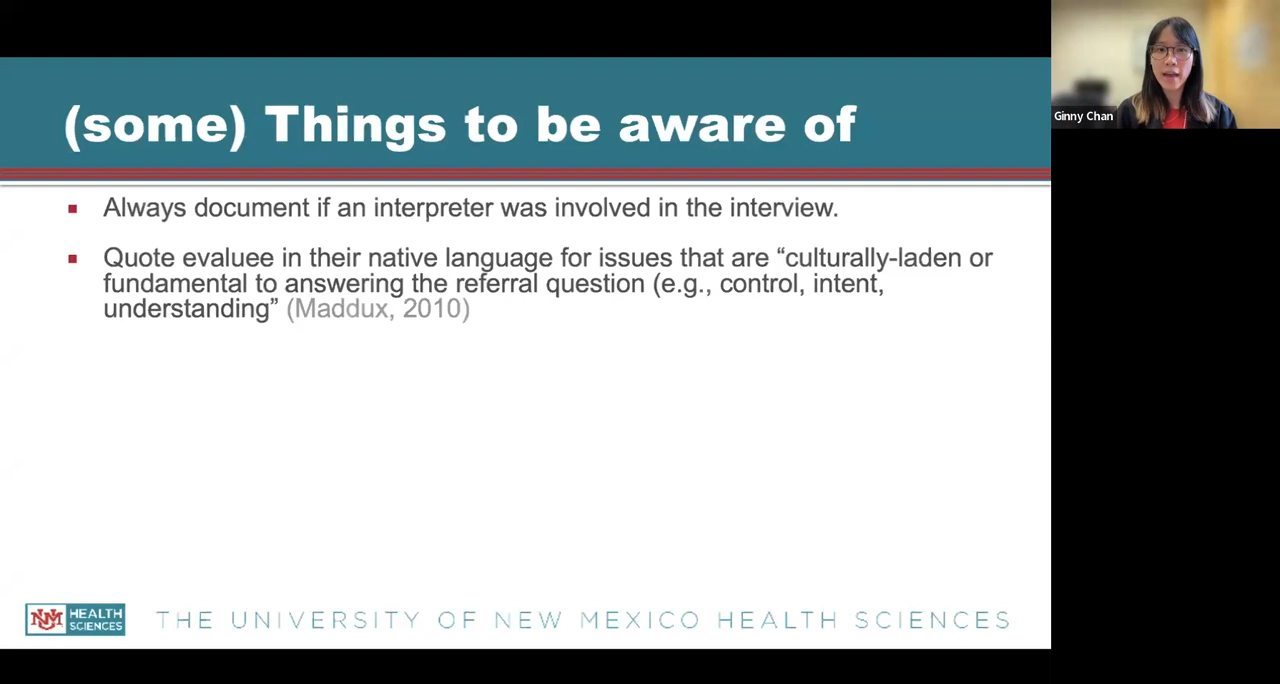 (some) Things to be aware of
Ginny Chan
Always document if an interpreter was involved in the interview.
Quote evaluee in their native language for issues that are “culturally-laden or
fundamental to answering the referral question (e.g., control, intent,
understanding” (Maddux, 2010)
UNM HEALTH
SCIENCES
THE UNIVERSITY OF NEW MEXICO HEALTH SCIENCES